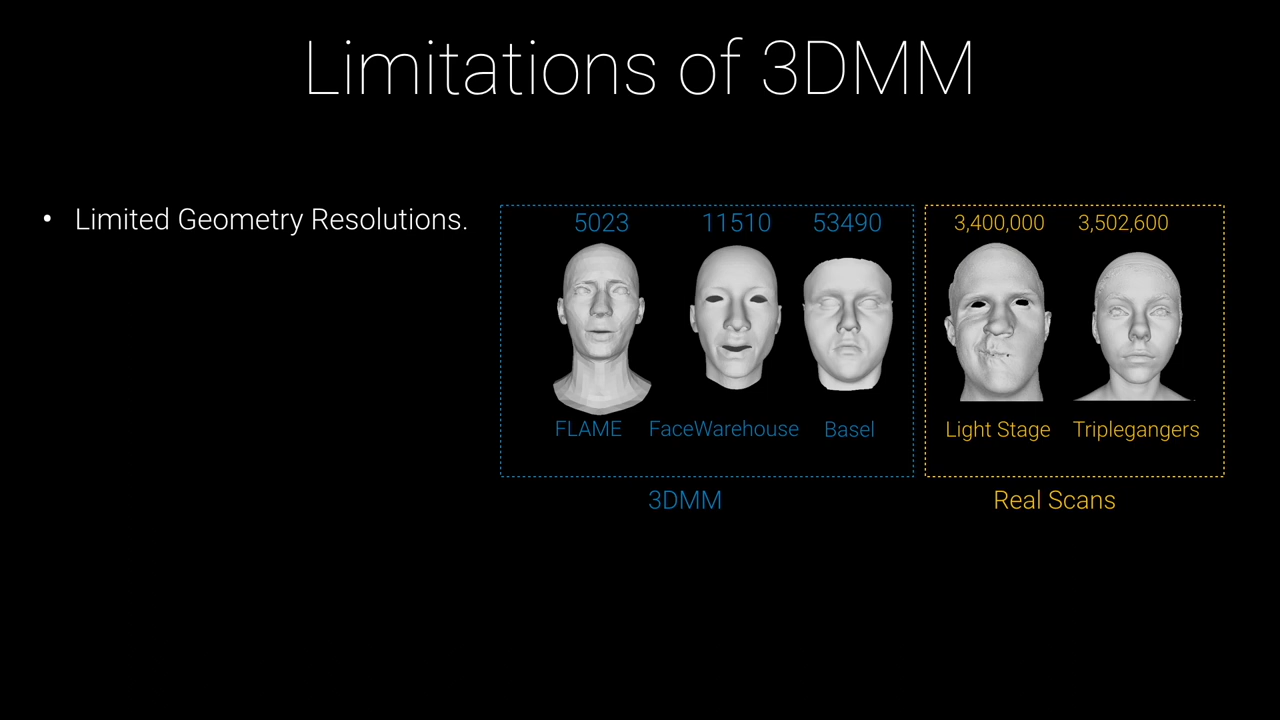 Limitations of 3DMM
• Limited Geometry Resolutions.
5023 11510 53490
FLAME FaceWarehouse Basel
3DMM
3,400,000 3,502,600
Light Stage Triplegangers
Real Scans